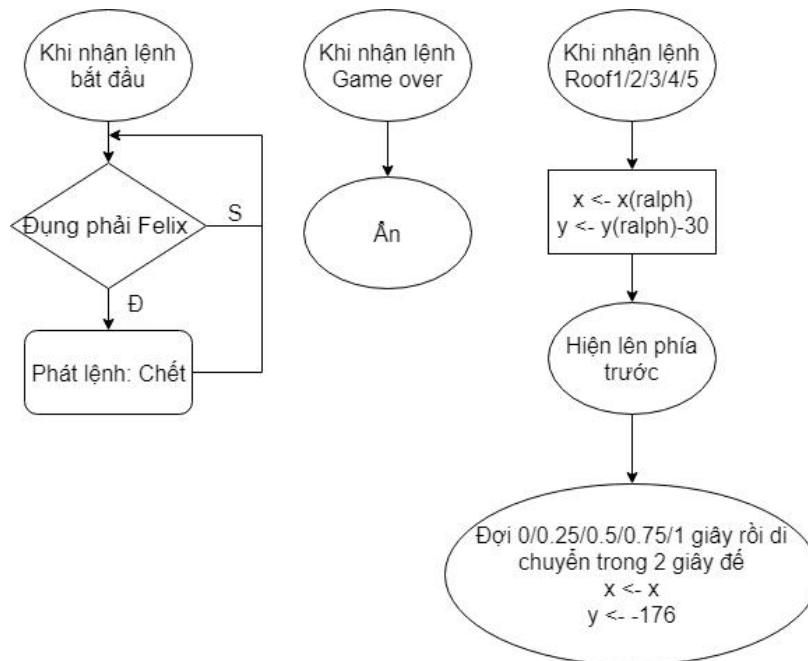 Khi nhận lệnh
bắt đầu
Đụng phải Felix
S
Đ
Phát lệnh: Chết
Khi nhận lệnh
Game over
Ẩn
Khi nhận lệnh
Roof1/2/3/4/5
x <- x(ralph)
y <- y(ralph)-30
Hiện lên phía
trước
Đợi 0/0.25/0.5/0.75/1 giây rồi di
chuyển trong 2 giây đế
x <- x
y <- -176